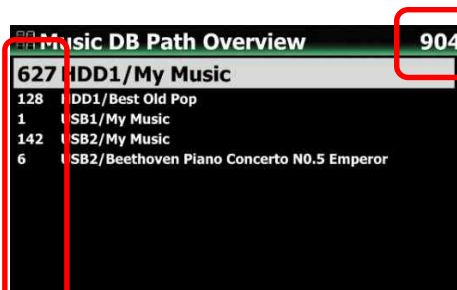 Music DB Path Overview 904
627 HDD1/My Music
128 HDD1/Best Old Pop
1 USB1/My Music
142 USB2/My Music
6 USB2/Beethoven Piano Concerto N0.5 Emperor